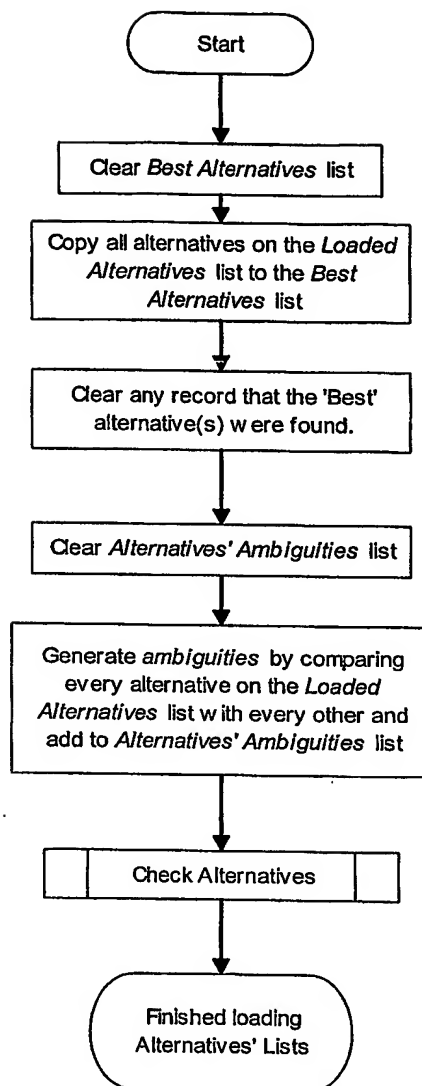 Start
Clear Best Alternatives list
Copy all alternatives on the Loaded
Alternatives list to the Best
Alternatives list
Clear any record that the 'Best'
alternative(s) were found.
Clear Alternatives' Ambiguities list
Generate ambiguities by comparing
every alternative on the Loaded
Alternatives list with every other and
add to Alternatives' Ambiguities list
Check Alternatives
Finished loading
Alternatives' Lists